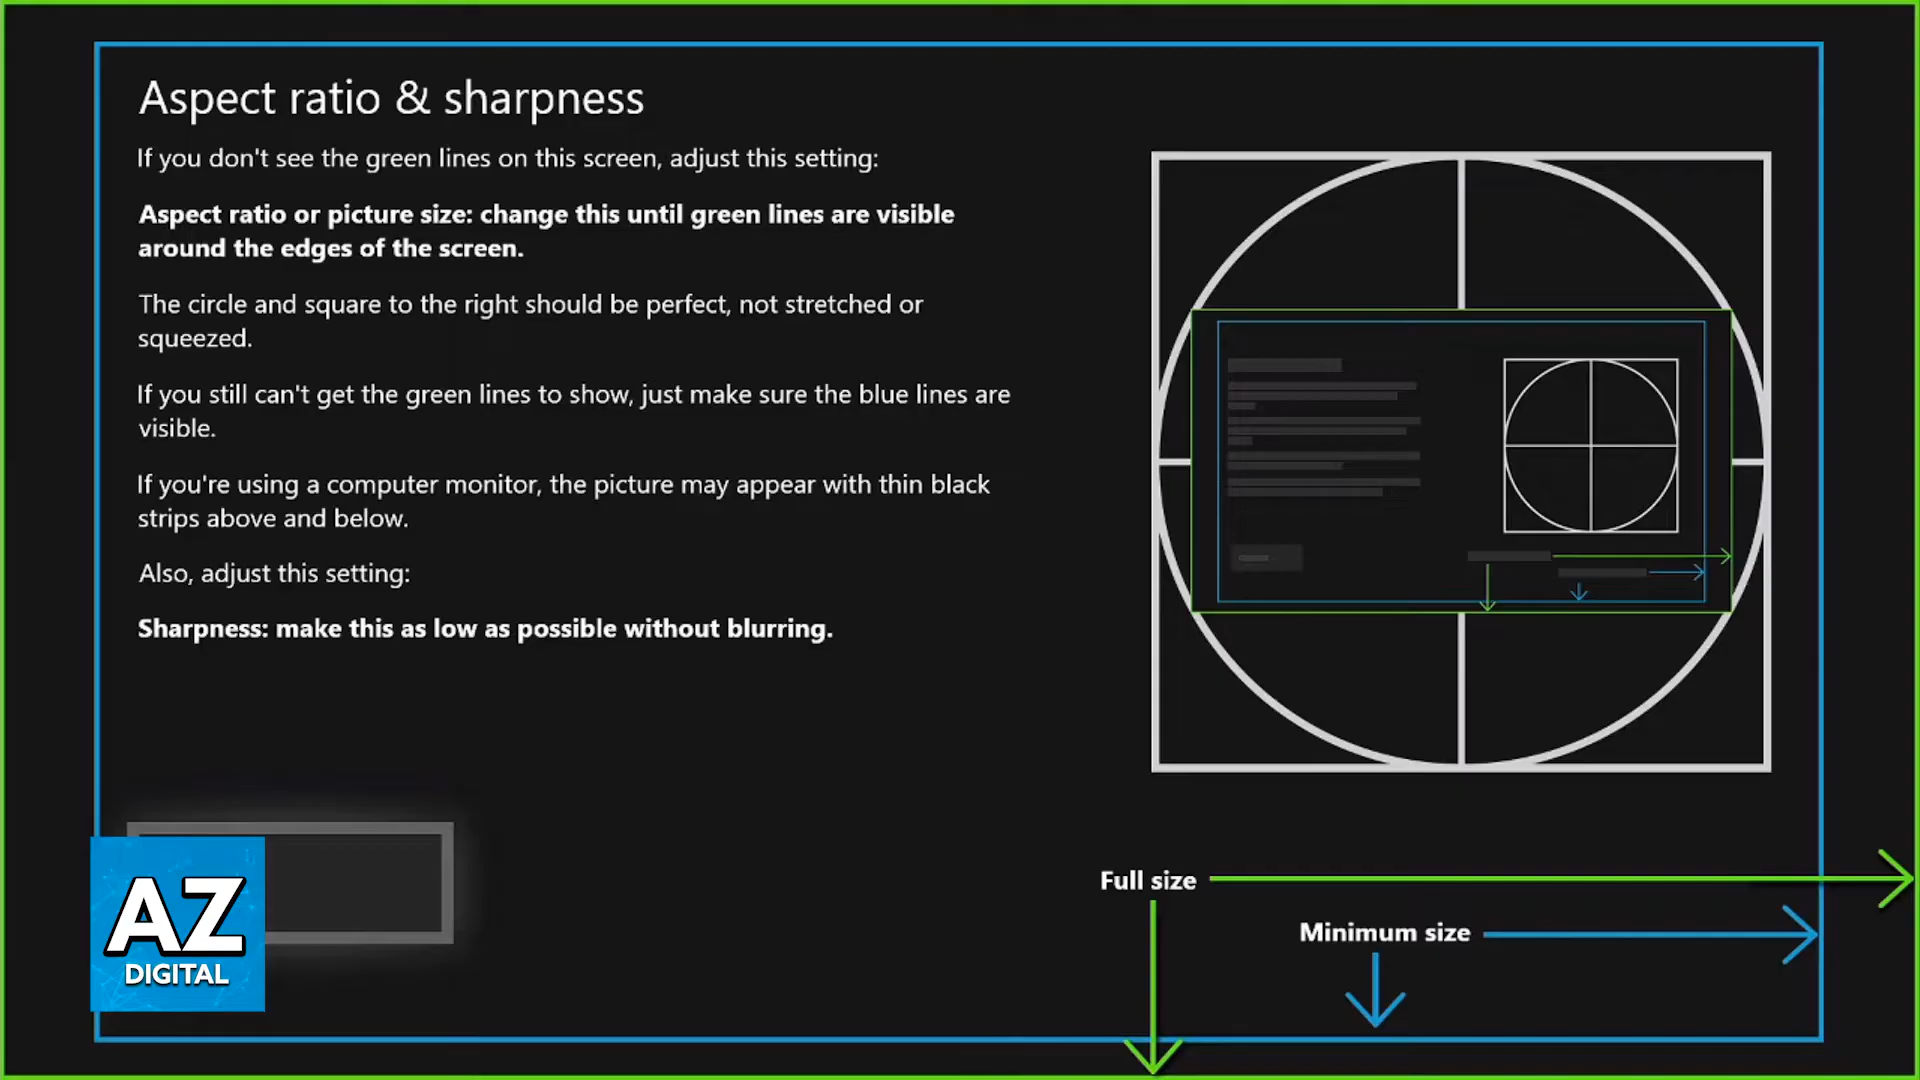 Aspect ratio & sharpness
If you don't see the green lines on this screen, adjust this setting:
Aspect ratio or picture size: change this until green lines are visible
around the edges of the screen.
The circle and square to the right should be perfect, not stretched or
squeezed.
If you still can't get the green lines to show, just make sure the blue lines are
visible.
If you're using a computer monitor, the picture may appear with thin black
strips above and below.
Also, adjust this setting:
Sharpness: make this as low as possible without blurring.
Full size
Minimum size
AZ
DIGITAL